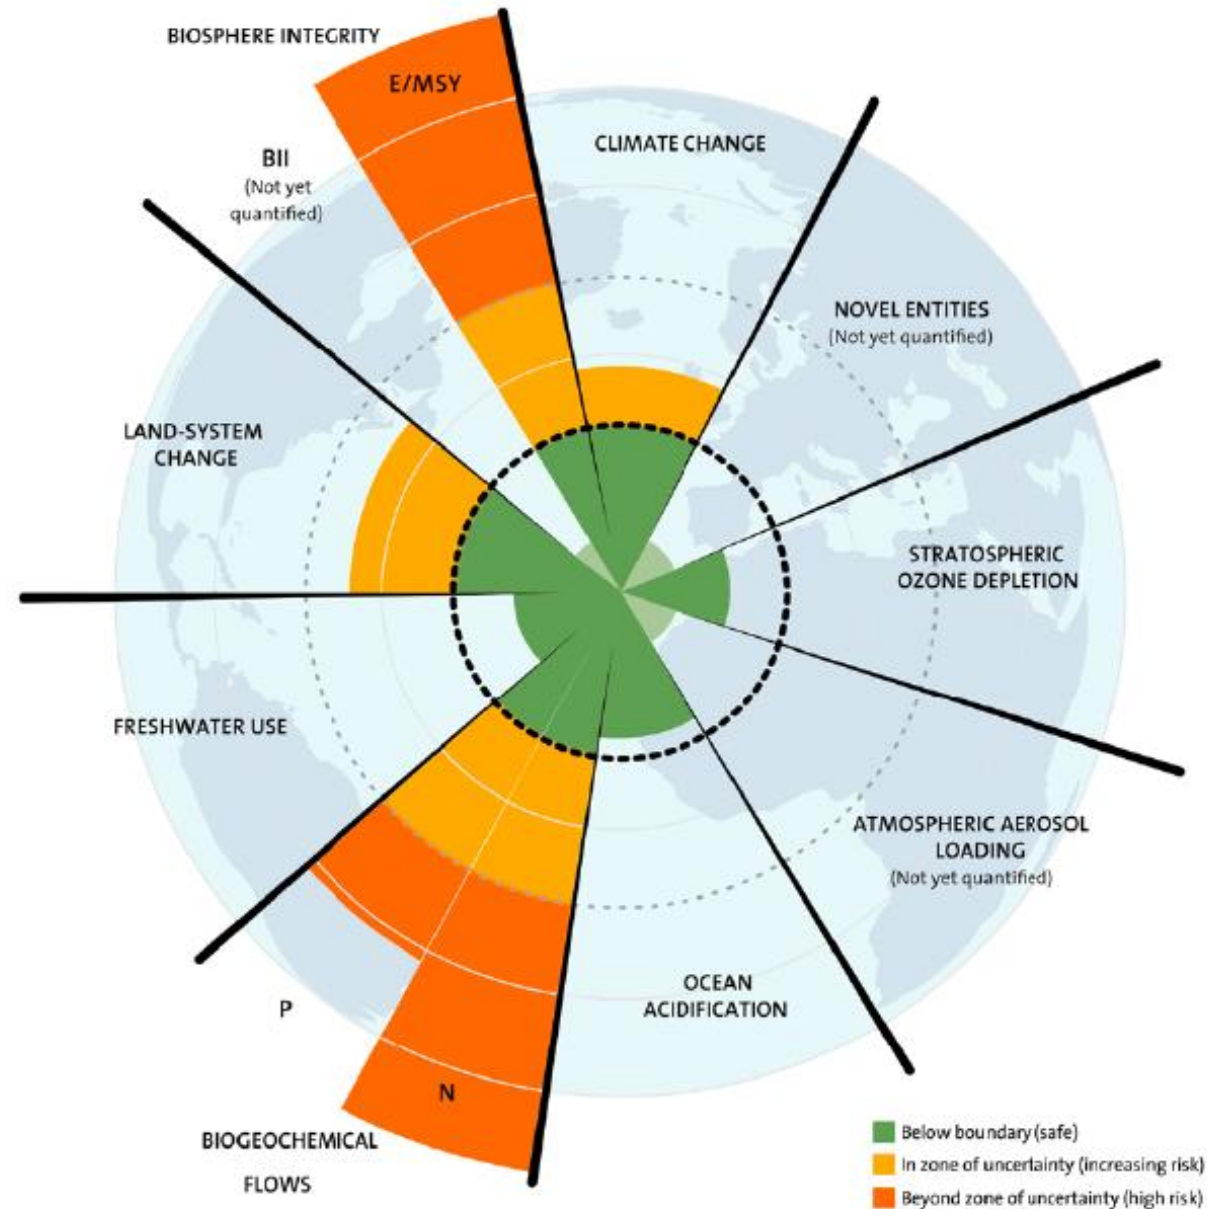 BIOSPHERE INTEGRITY
E/MSY
CLIMATE CHANGE
BII
(Not yet
quantified)
NOVEL ENTITIES
(Not yet quantified)
LAND-SYSTEM
CHANGE
STRATOSPHERIC
OZONE DEPLETION
FRESHWATER USE
ATMOSPHERIC AEROSOL
LOADING
(Not yet quantified)
OCEAN
ACIDIFICATION
P
N
BIOGEOCHEMICAL
FLOWS
Below boundary (safe)
In zone of uncertainty (increasing risk)
Beyond zone of uncertainty (high risk)